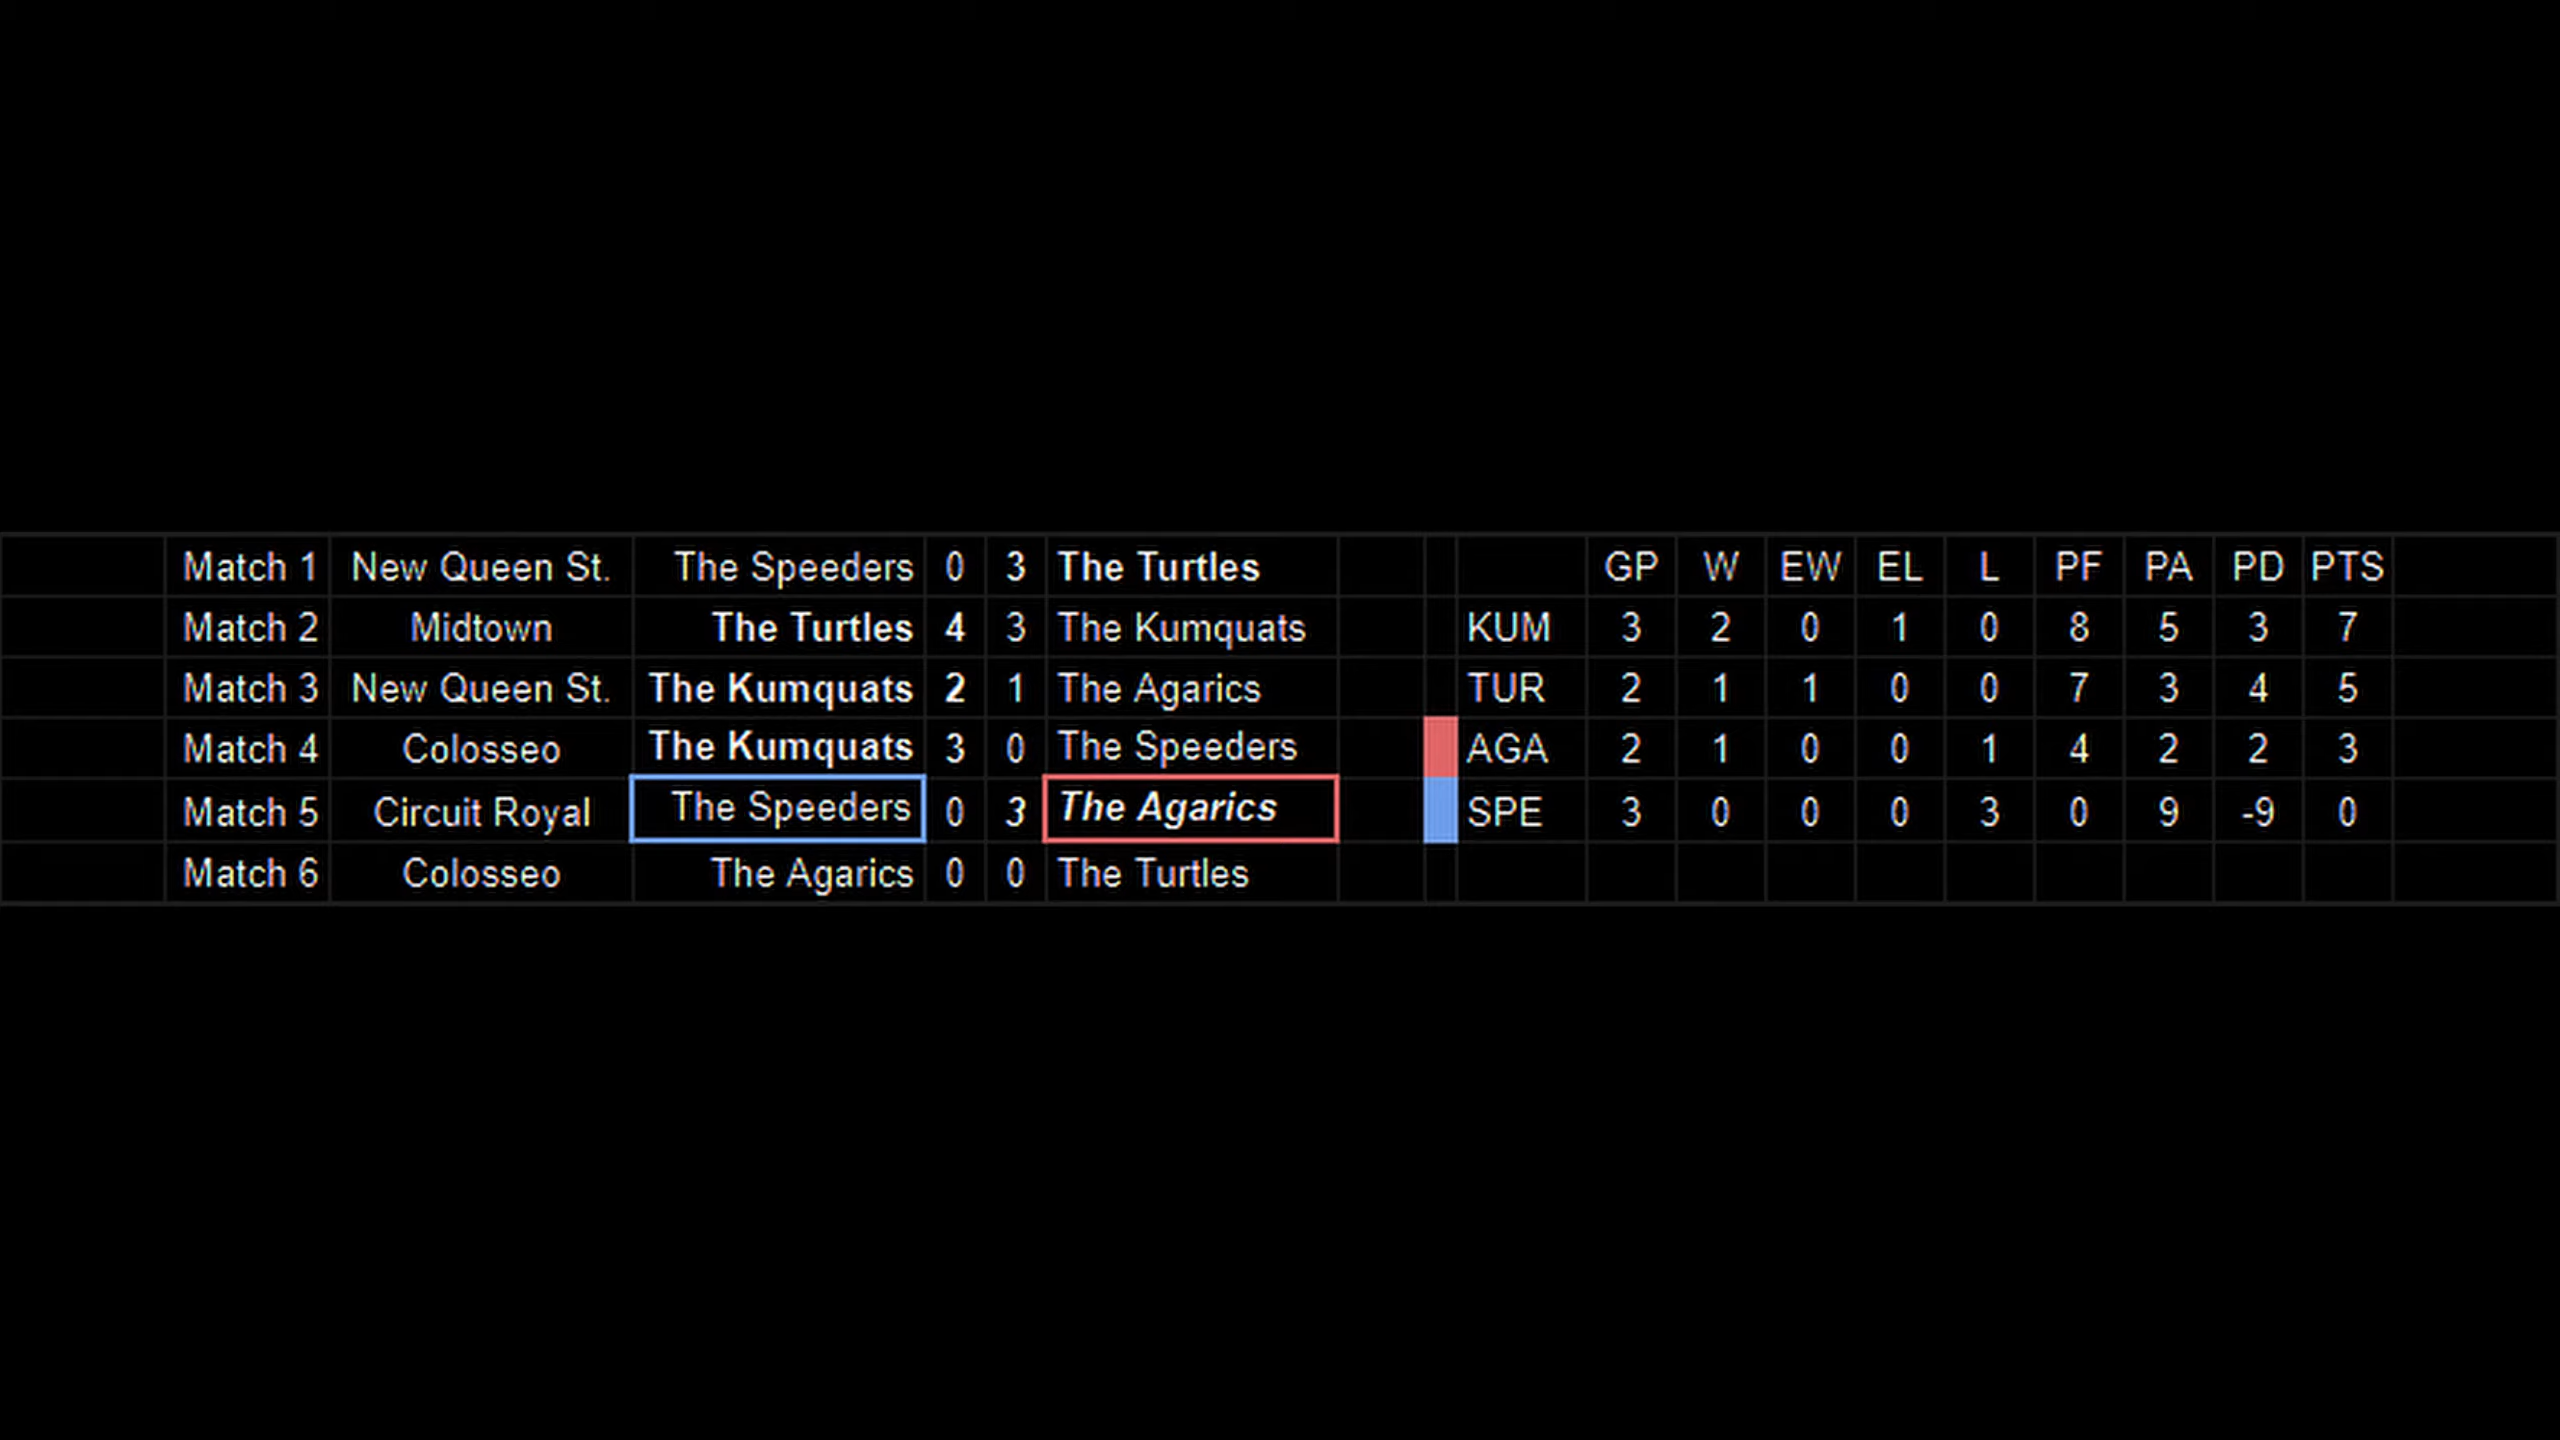 Match 1 New Queen St. The Speeders 0 3 The Turtles GP W EW EL L PF PA PD PTS
Match 2 Midtown The Turtles 4 3 The Kumquats KUM 3 2 0 1 0 8 5 3 7
Match 3 New Queen St. The Kumquats 2 1 The Agarics TUR 2 1 1 0 0 7 3 4 5
Match 4 Colosseo The Kumquats 3 0 The Speeders AGA 2 1 0 0 1 4 2 2 3
Match 5 Circuit Royal The Speeders 0 3 The Agarics SPE 3 0 0 0 3 0 9 -9 0
Match 6 Colosseo The Agarics 0 0 The Turtles